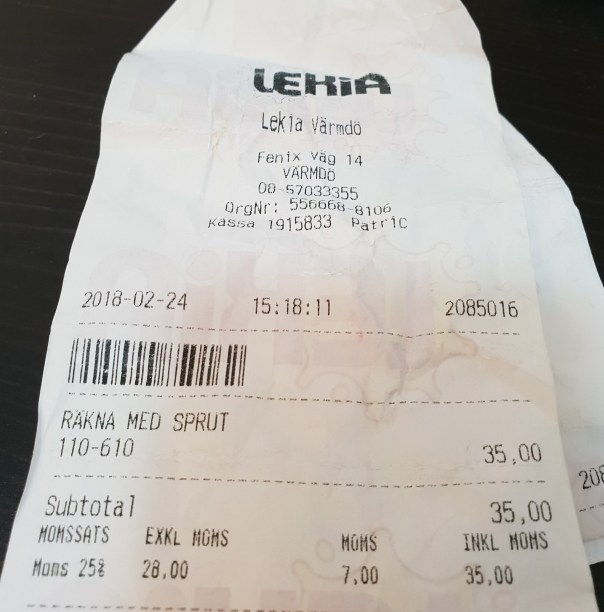 LEKiA
Lekia Värmdö
Fenix Väg 14
VÄRMDÖ
08-57033355
OrgNr: 556668-8106
Kassa 1915833 Patric
2018-02-24 15:18:11 2085016
RÄKNA MED SPRUT
110-610 35,00
Subtotal 35,00
MOMSSATS EXKL MOMS MOMS INKL MOMS
Moms 25% 28,00 7,00 35,00